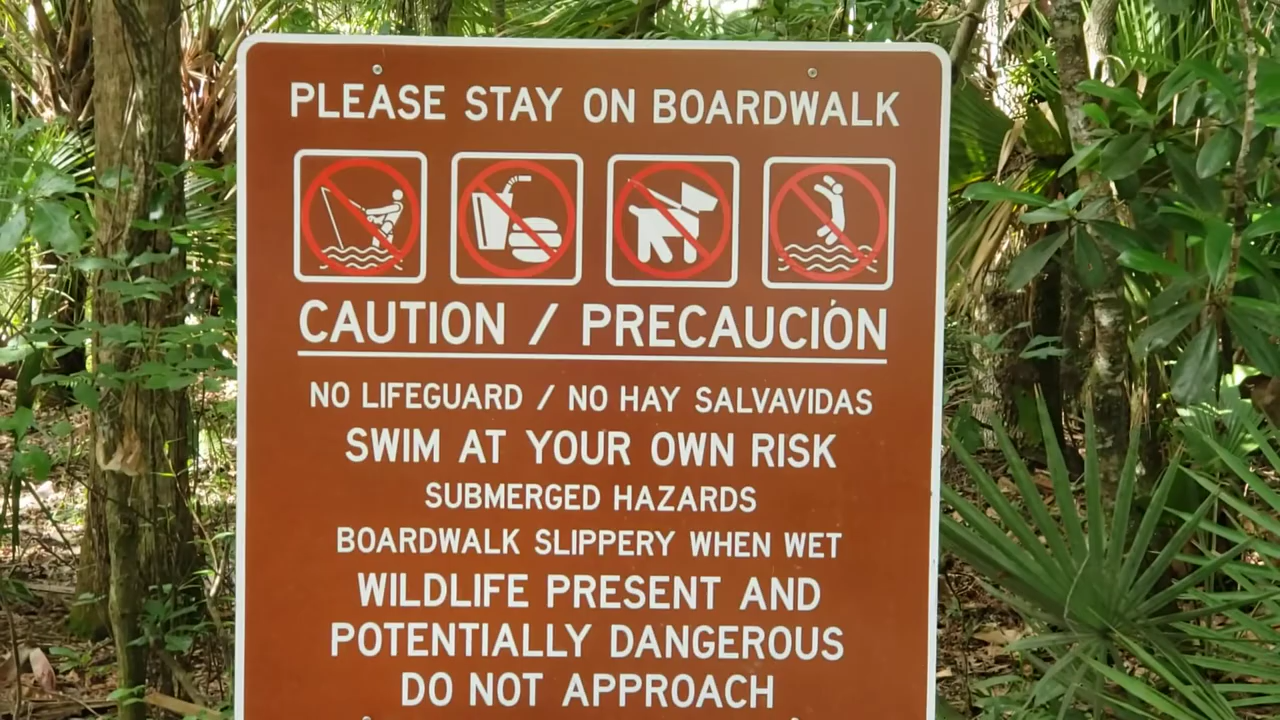 PLEASE STAY ON BOARDWALK
CAUTION / PRECAUCIÓN
NO LIFEGUARD / NO HAY SALVAVIDAS
SWIM AT YOUR OWN RISK
SUBMERGED HAZARDS
BOARDWALK SLIPPERY WHEN WET
WILDLIFE PRESENT AND
POTENTIALLY DANGEROUS
DO NOT APPROACH